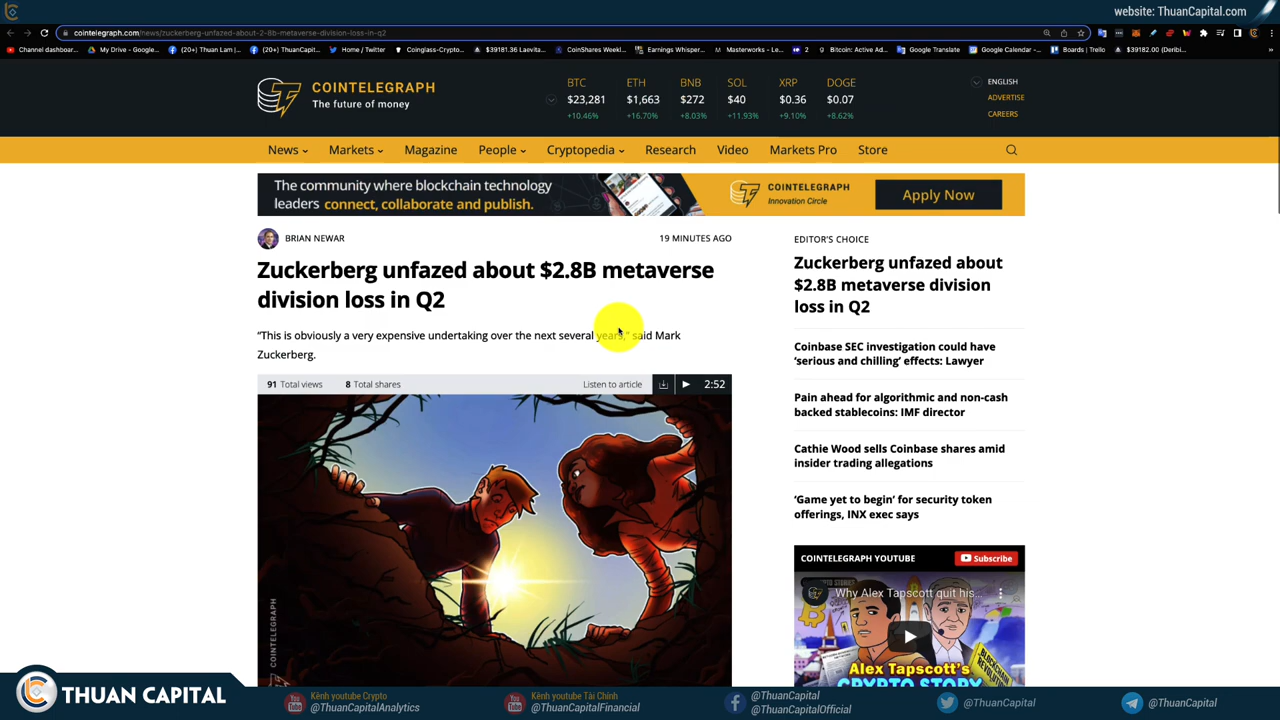 website: ThuanCapital.com
cointelegraph.com/news/zuckerberg-unfazed-about-2-8b-metaverse-division-loss-in-q2
Channel dashboar... My Drive - Google... (20+) Thuan Lam |... (20+) ThuanCapit... Home / Twitter Coinglass-Crypto... $39181.36 Laevita... CoinShares Weekl... Earnings Whisper... Masterworks - Le... 2 Bitcoin: Active Ad... Google Translate Google Calendar -... Boards | Trello $39182.00 (Deribi...
COINTELEGRAPH
The future of money
BTC ETH BNB SOL XRP DOGE
$23,281 $1,663 $272 $40 $0.36 $0.07
+10.46% +16.70% +8.03% +11.93% +9.10% +8.62%
ENGLISH
ADVERTISE
CAREERS
News Markets Magazine People Cryptopedia Research Video Markets Pro Store
The community where blockchain technology
leaders connect, collaborate and publish.
COINTELEGRAPH
Innovation Circle
Apply Now
BRIAN NEWAR 19 MINUTES AGO
Zuckerberg unfazed about $2.8B metaverse
division loss in Q2
“This is obviously a very expensive undertaking over the next several years,” said Mark
Zuckerberg.
91 Total views 8 Total shares Listen to article 2:52
COINTELEGRAPH
EDITOR'S CHOICE
Zuckerberg unfazed about
$2.8B metaverse division
loss in Q2
Coinbase SEC investigation could have
‘serious and chilling’ effects: Lawyer
Pain ahead for algorithmic and non-cash
backed stablecoins: IMF director
Cathie Wood sells Coinbase shares amid
insider trading allegations
‘Game yet to begin’ for security token
offerings, INX exec says
COINTELEGRAPH YOUTUBE Subscribe
Why Alex Tapscott quit his...
Alex Tapscott's
CRYPTO STORY
THUAN CAPITAL
Kênh youtube Crypto
@ThuanCapitalAnalytics
Kênh youtube Tài Chính
@ThuanCapitalFinancial
@ThuanCapital
@ThuanCapitalOfficial
@ThuanCapital
@ThuanCapital